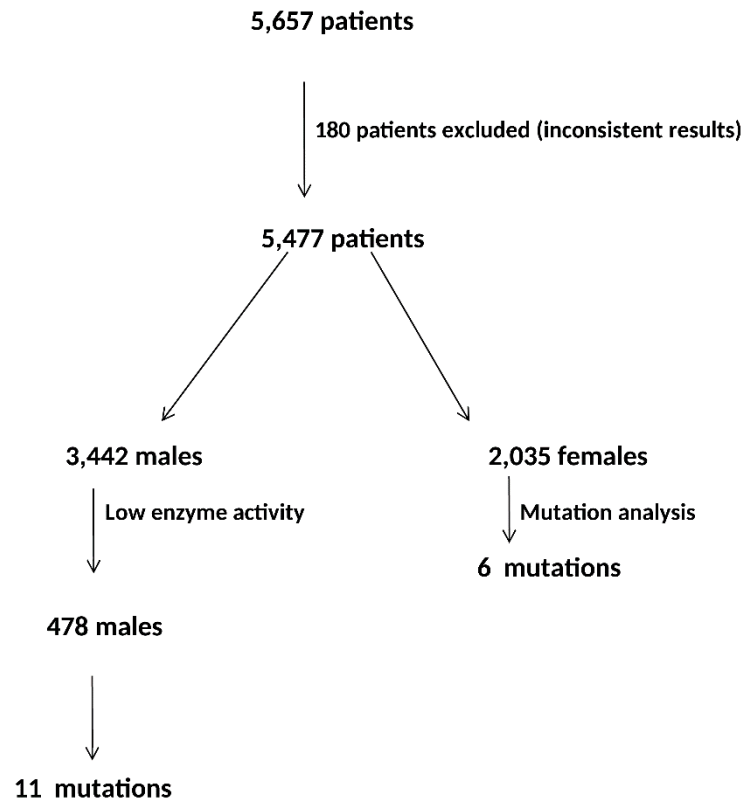 5,657 patients
180 patients excluded (inconsistent results)
5,477 patients
3,442 males
2,035 females
Low enzyme activity
Mutation analysis
6 mutations
478 males
11 mutations